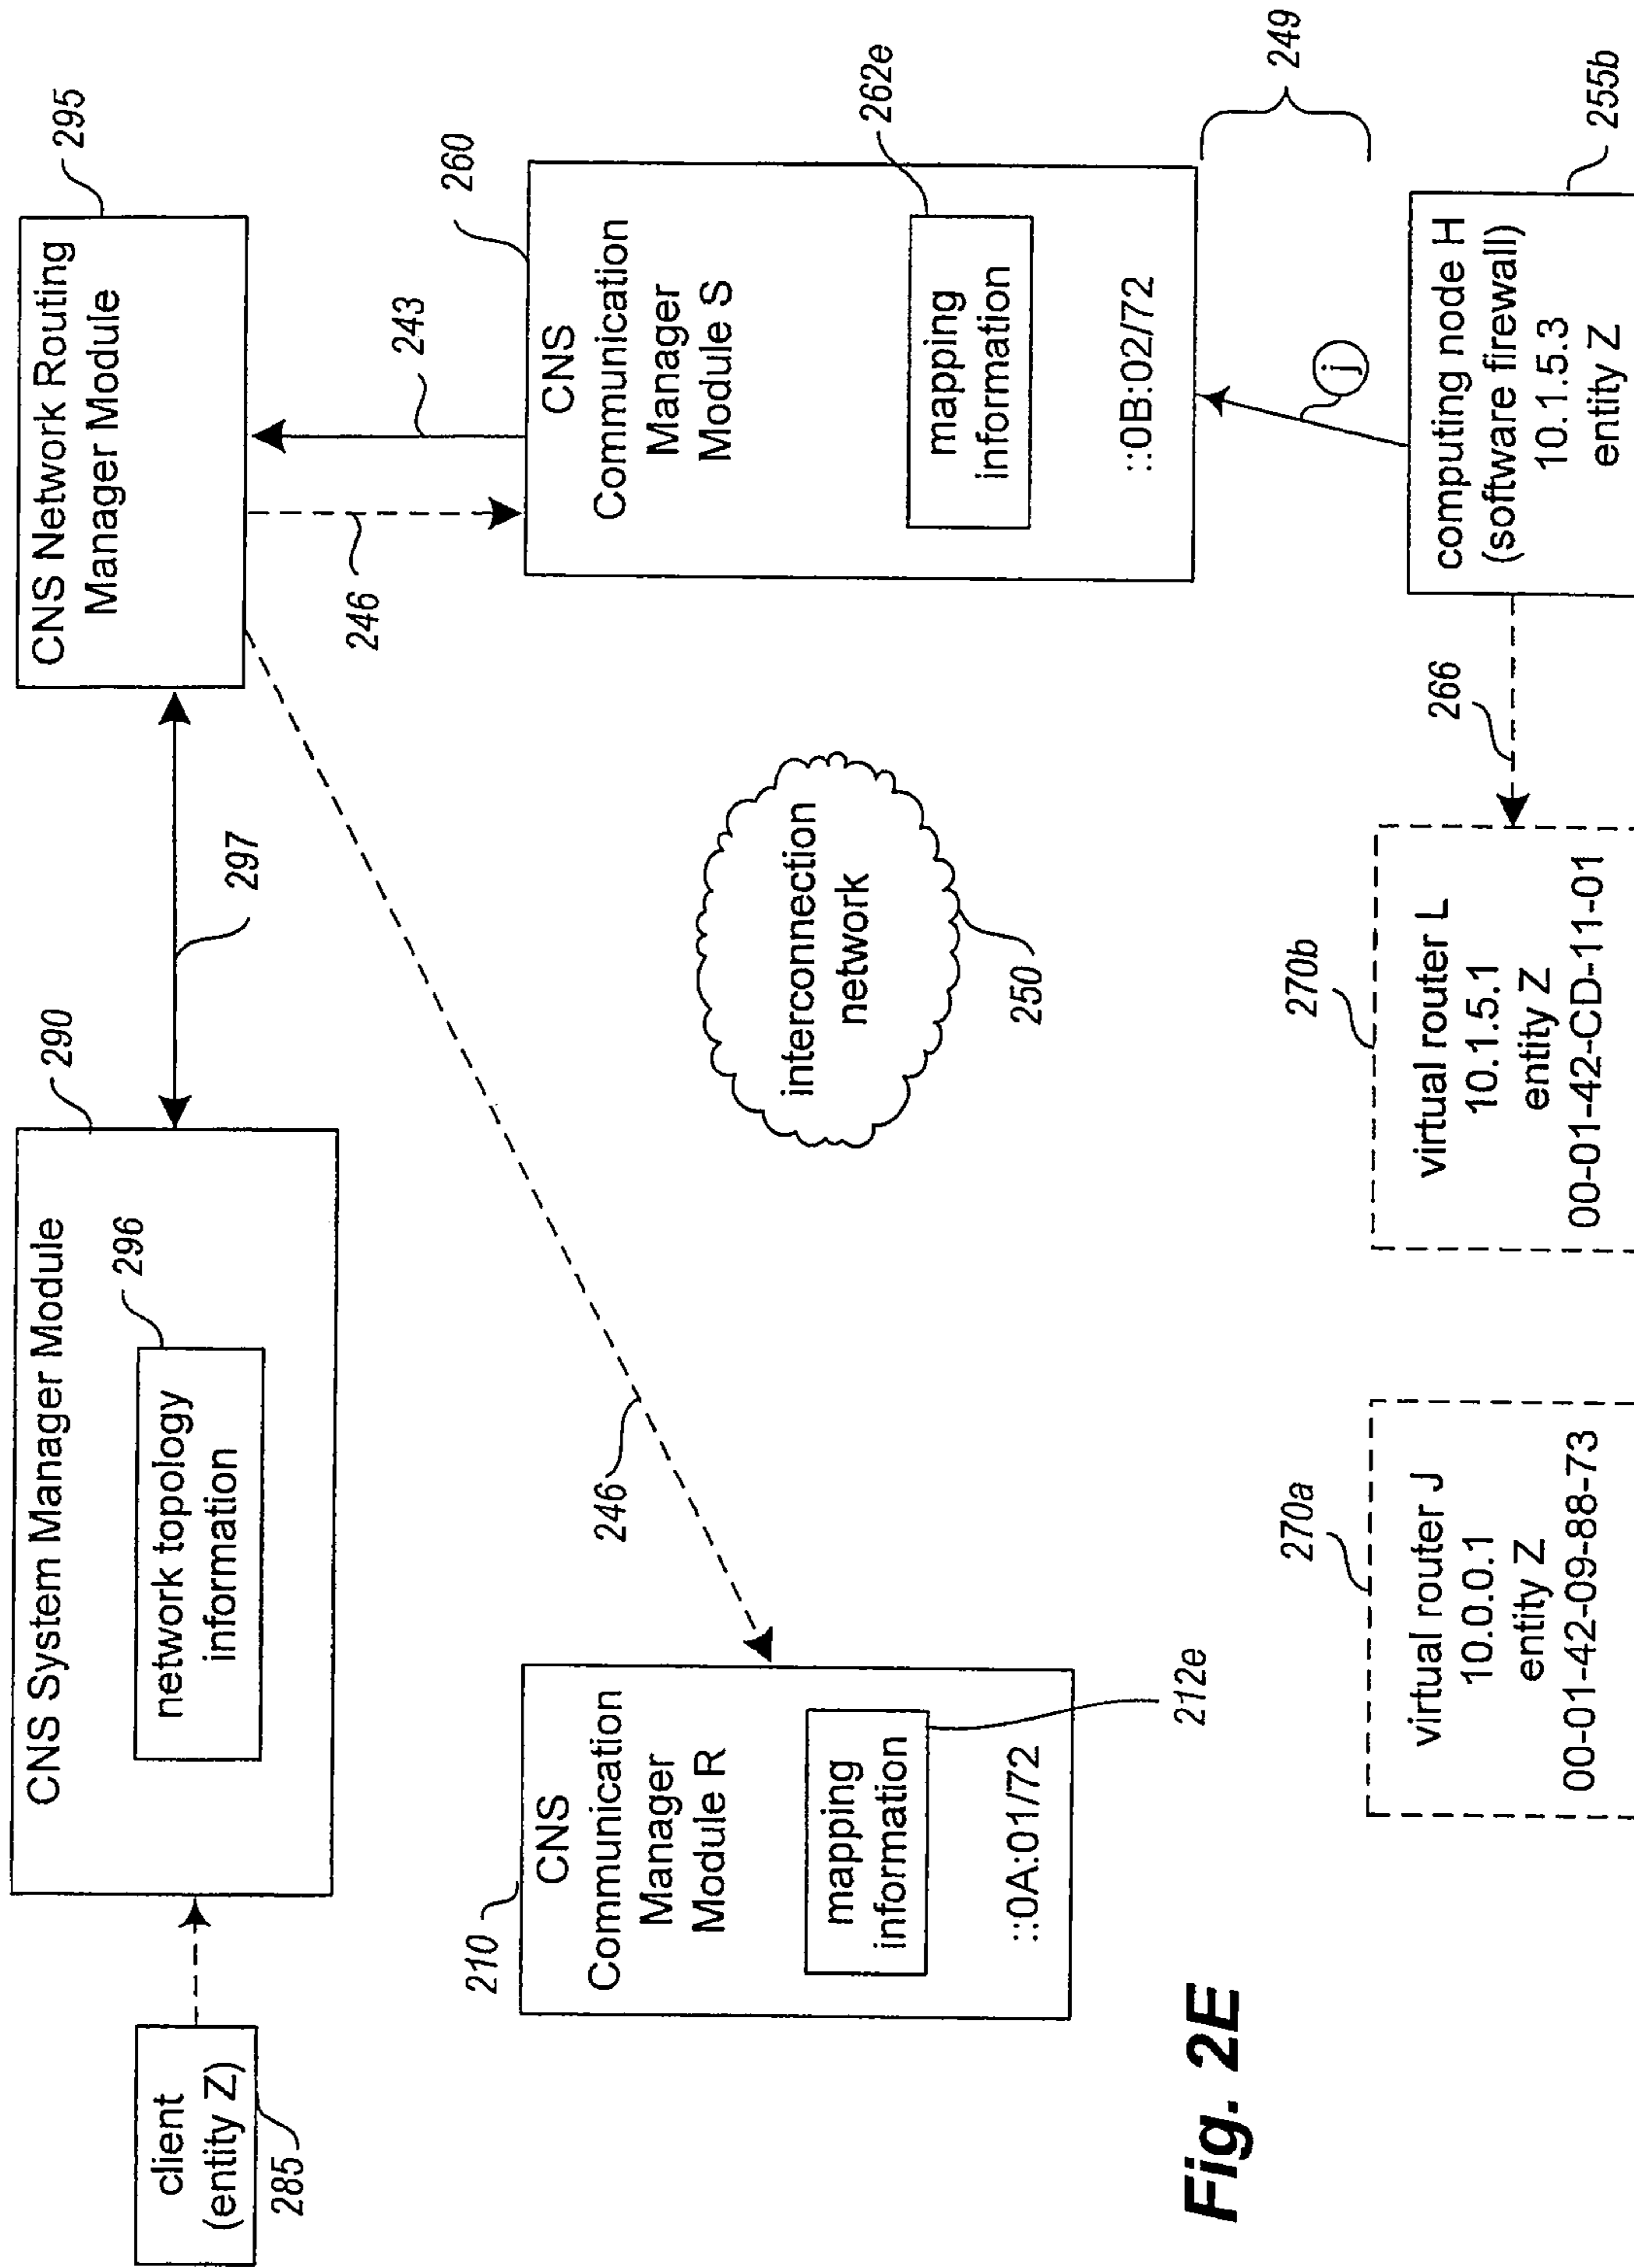 client
(entity Z)
285
CNS System Manager Module
290
network topology
information
296
297
CNS Network Routing
Manager Module
295
246
246
243
210
CNS
Communication
Manager
Module R
mapping
information
212e
::0A:01/72
interconnection
network
250
260
CNS
Communication
Manager
Module S
mapping
information
262e
::0B:02/72
249
j
270a
virtual router J
10.0.0.1
entity Z
00-01-42-09-88-73
270b
virtual router L
10.1.5.1
entity Z
00-01-42-CD-11-01
266
computing node H
(software firewall)
10.1.5.3
entity Z
255b
Fig. 2E